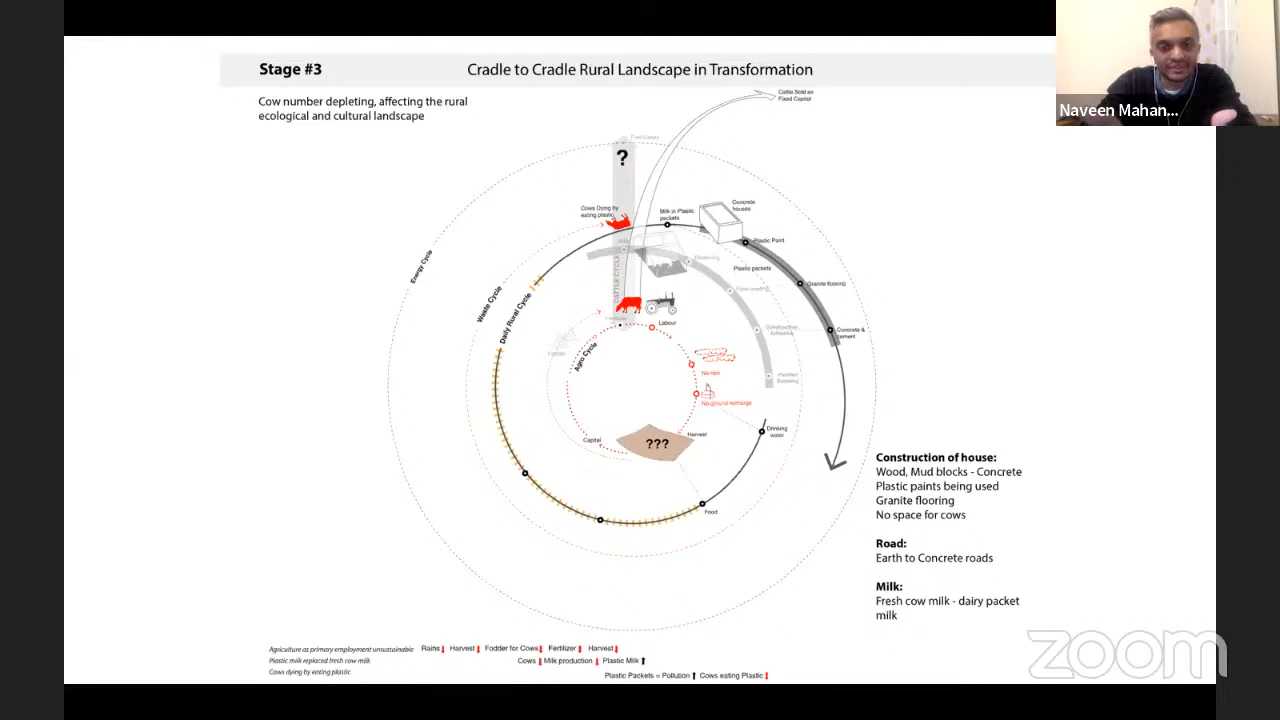 Stage #3
Cradle to Cradle Rural Landscape in Transformation
Cow number depleting, affecting the rural
ecological and cultural landscape
Cattle Sold as
Fixed Capital
Naveen Mahan...
?
Cows Dying by
eating plastic
Milk in Plastic
packets
Concrete
houses
Plastic Paint
Plastic packets
Granite flooring
Concrete &
cement
Energy Cycle
Waste Cycle
Daily Rural Cycle
CATTLE CYCLE
Agro Cycle
Labour
No rain
No ground recharge
Harvest
Capital
???
Drinking
water
Food
Construction of house:
Wood, Mud blocks - Concrete
Plastic paints being used
Granite flooring
No space for cows
Road:
Earth to Concrete roads
Milk:
Fresh cow milk - dairy packet
milk
Agriculture as primary employment unsustainable
Plastic milk replaced fresh cow milk
Cows dying by eating plastic
Rains Harvest Fodder for Cows Fertilizer Harvest
Cows Milk production Plastic Milk
Plastic Packets = Pollution Cows eating Plastic
zoom